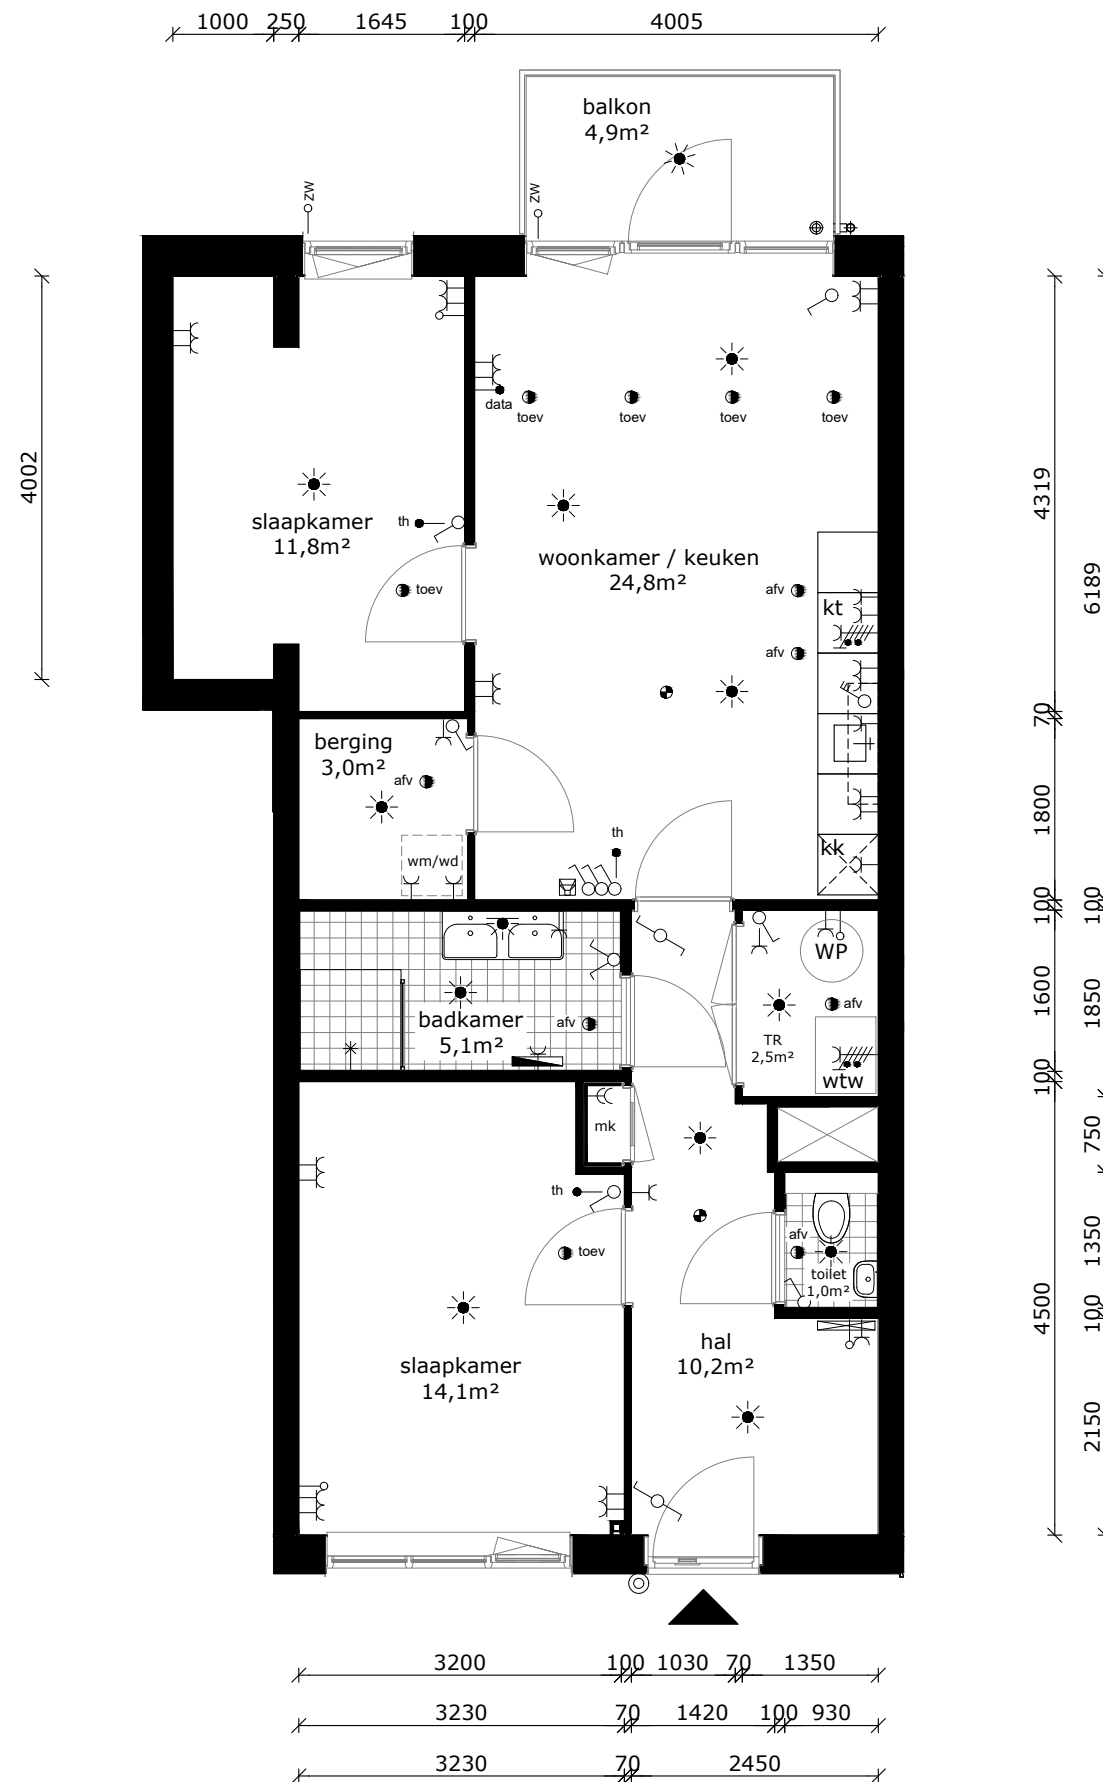 1000 250 1645 100 4005
balkon
4,9m²
zw
zw
4002
data
toev
toev
toev
toev
th
slaapkamer
11,8m²
toev
woonkamer / keuken
24,8m²
afv
kt
afv
4319
6189
70
berging
3,0m²
afv
wm/wd
th
kk
1800
100
100
WP
afv
TR
2,5m²
wtw
badkamer
5,1m²
afv
1600
1850
100
mk
750
th
toev
afv
toilet
1,0m²
1350
100
4500
slaapkamer
14,1m²
hal
10,2m²
2150
3200 100 1030 70 1350
3230 70 1420 100 930
3230 70 2450